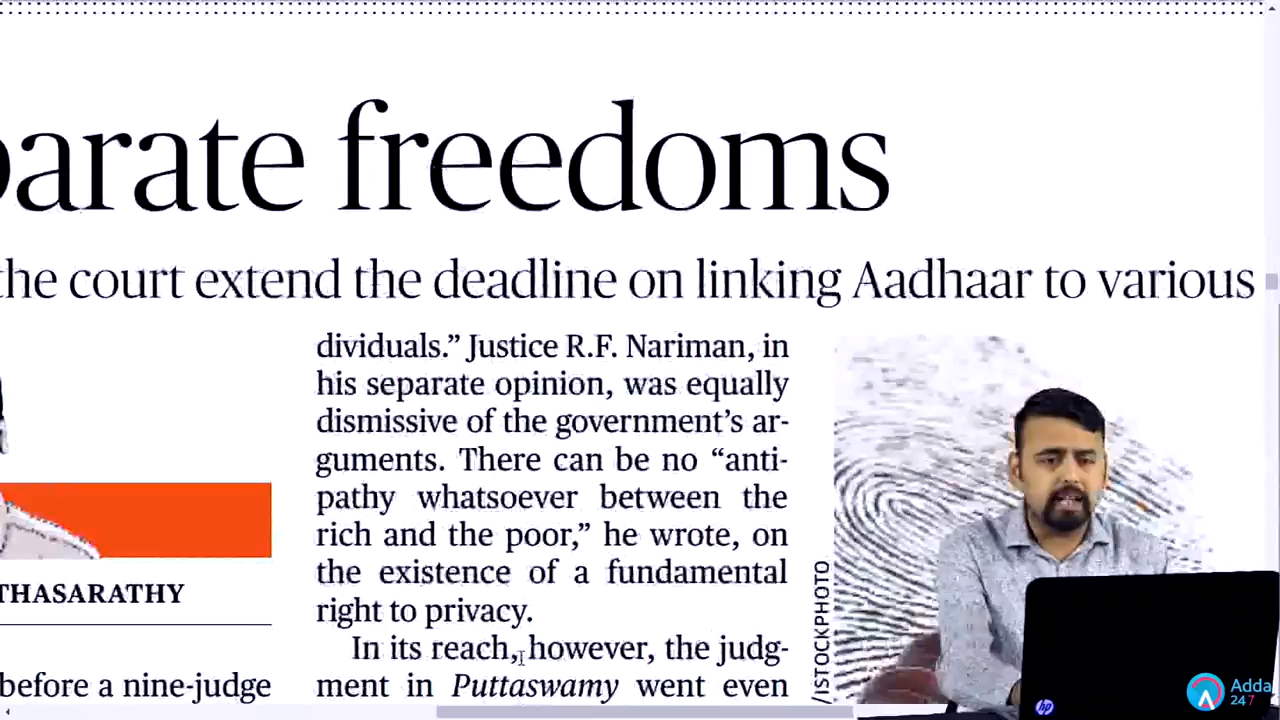 parate freedoms
the court extend the deadline on linking Aadhaar to various
THASARATHY
before a nine-judge
dividuals.” Justice R.F. Nariman, in
his separate opinion, was equally
dismissive of the government’s ar-
guments. There can be no “anti-
pathy whatsoever between the
rich and the poor,” he wrote, on
the existence of a fundamental
right to privacy.
In its reach, however, the judg-
ment in Puttaswamy went even
/ISTOCKPHOTO
hp
Adda
247